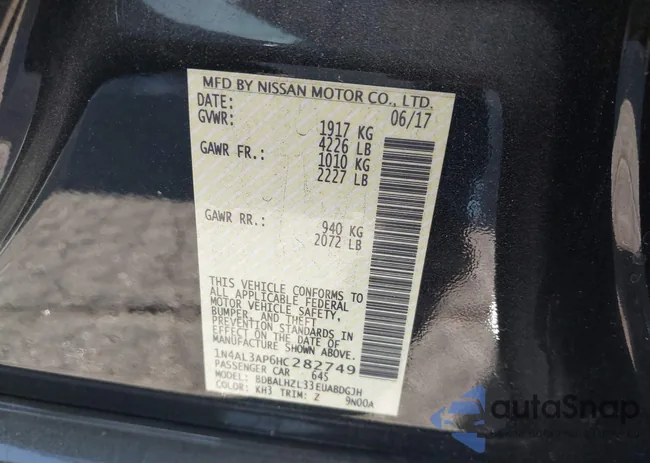 MFD BY NISSAN MOTOR CO., LTD.
DATE: 06/17
GVWR: 1917 KG
4226 LB
GAWR FR.: 1010 KG
2227 LB
GAWR RR.: 940 KG
2072 LB
THIS VEHICLE CONFORMS TO
ALL APPLICABLE FEDERAL
MOTOR VEHICLE SAFETY,
BUMPER, AND THEFT
PREVENTION STANDARDS IN
EFFECT ON THE DATE OF
MANUFACTURE SHOWN ABOVE.
1N4AL3AP6HC282749
PASSENGER CAR 645
MODEL: BDBALHZL33EUABDGJH
COLOR: KH3 TRIM: Z 9N00A
autoSnap